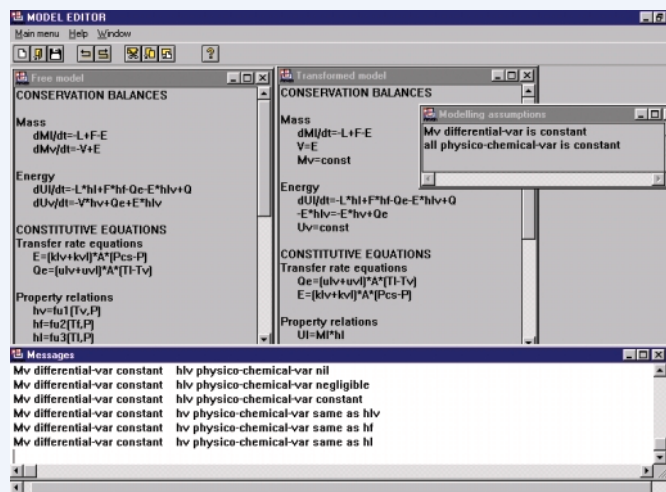 MODEL EDITOR
Main menu Help Window
Free model
CONSERVATION BALANCES
Mass
dMl/dt=-L+F-E
dMv/dt=-V+E
Energy
dUl/dt=-L*hl+F*hf-Qe-E*hlv+Q
dUv/dt=-V*hv+Qe+E*hlv
CONSTITUTIVE EQUATIONS
Transfer rate equations
E=(klv+kvl)*A*(Pcs-P)
Qe=(ulv+uvl)*A*(Tl-Tv)
Property relations
hv=fu1(Tv,P)
hf=fu2(Tf,P)
hl=fu3(Tl,P)
Transformed model
CONSERVATION BALANCES
Mass
dMl/dt=-L+F-E
V=E
Mv=const
Energy
dUl/dt=-L*hl+F*hf-Qe-E*hlv+Q
-E*hlv=-E*hv+Qe
Uv=const
CONSTITUTIVE EQUATIONS
Transfer rate equations
Qe=(ulv+uvl)*A*(Tl-Tv)
E=(klv+kvl)*A*(Pcs-P)
Property relations
Ul=Ml*hl
Modelling assumptions
Mv differential-var is constant
all physico-chemical-var is constant
Messages
Mv differential-var constant hlv physico-chemical-var nil
Mv differential-var constant hlv physico-chemical-var negligible
Mv differential-var constant hlv physico-chemical-var constant
Mv differential-var constant hv physico-chemical-var same as hlv
Mv differential-var constant hv physico-chemical-var same as hf
Mv differential-var constant hv physico-chemical-var same as hl